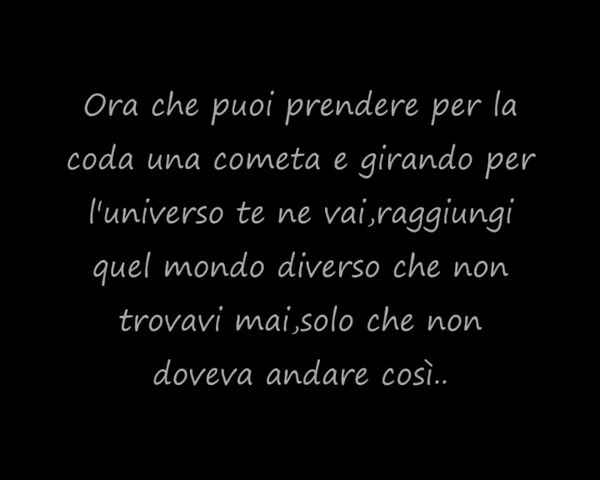 Ora che puoi prendere per la
coda una cometa e girando per
l'universo te ne vai,raggiungi
quel mondo diverso che non
trovavi mai,solo che non
doveva andare così..